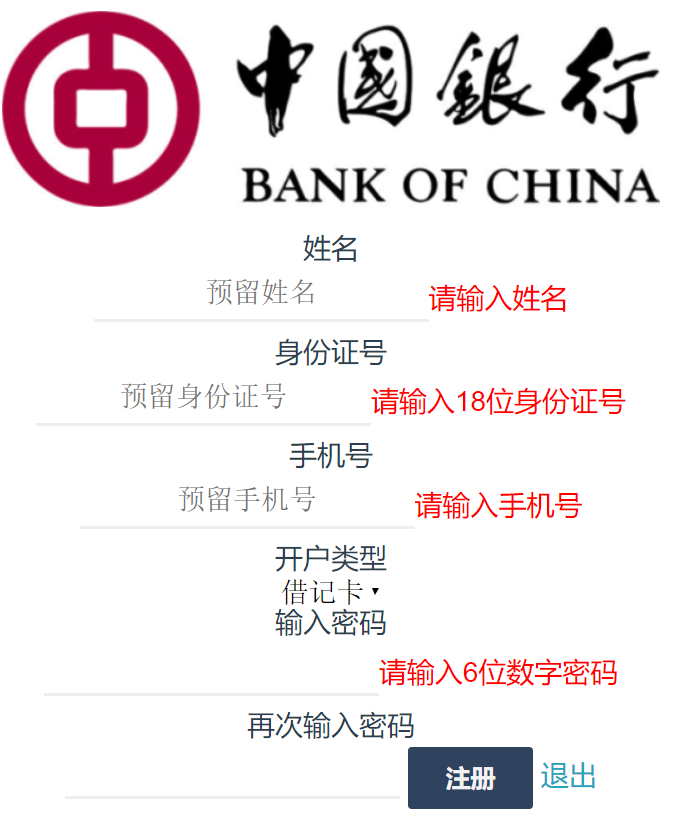 中國銀行
BANK OF CHINA
姓名
预留姓名 请输入姓名
身份证号
预留身份证号 请输入18位身份证号
手机号
预留手机号 请输入手机号
开户类型
借记卡
输入密码
请输入6位数字密码
再次输入密码
注册 退出